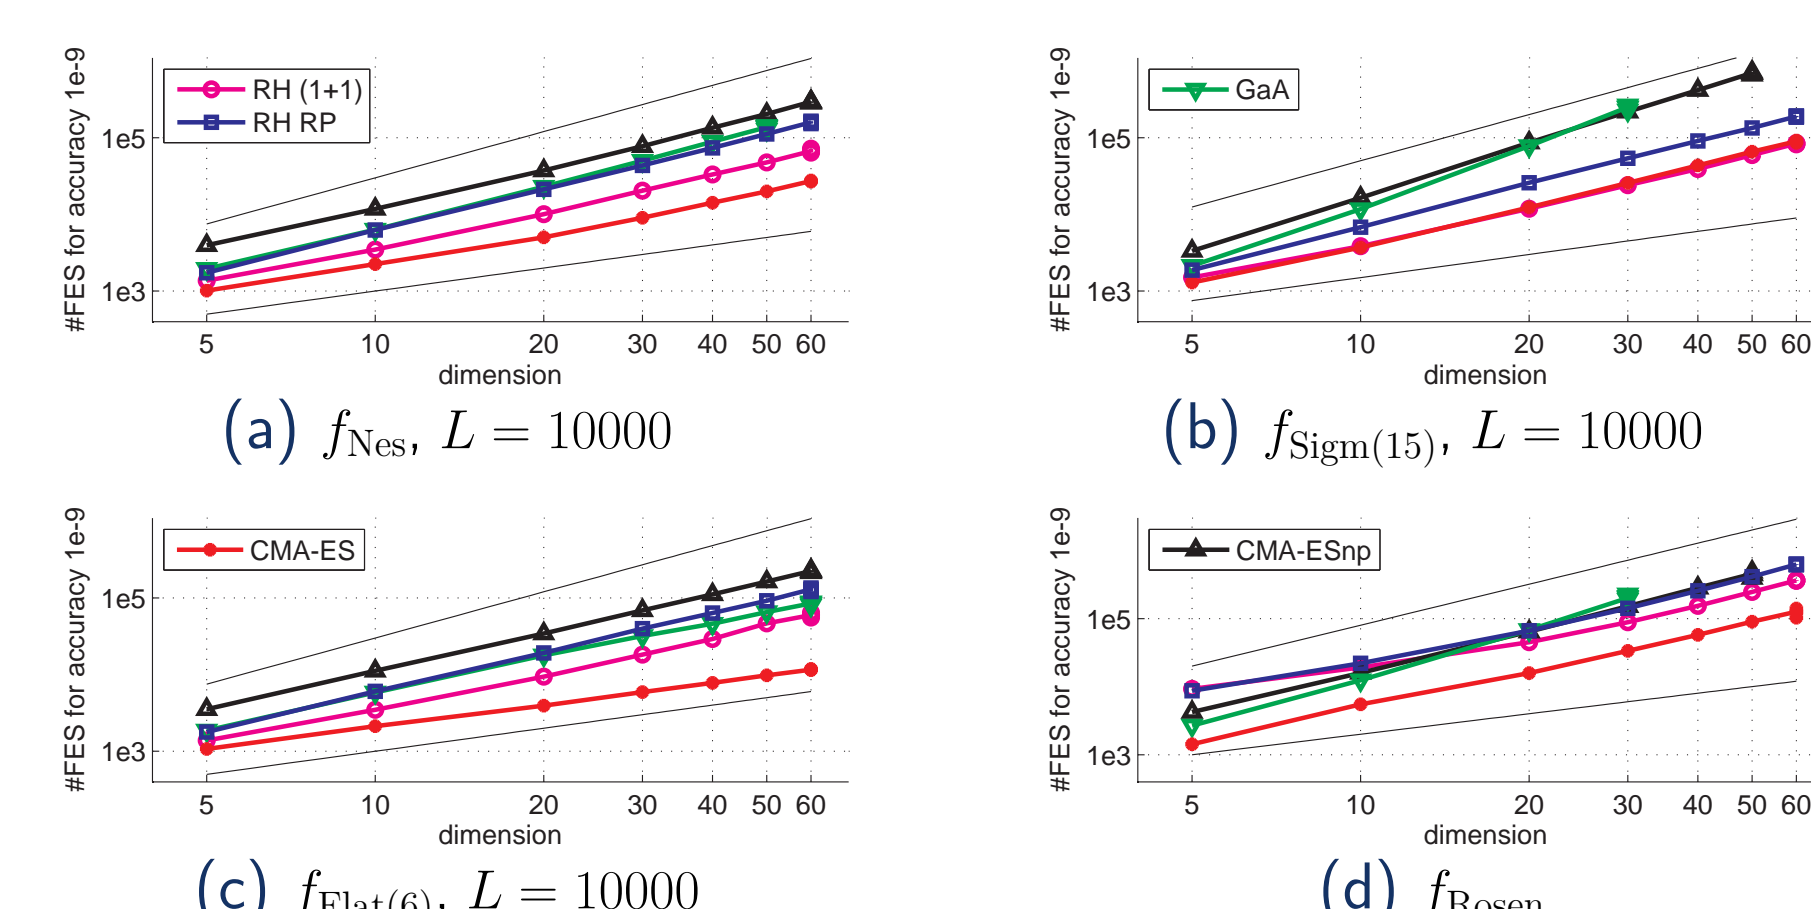 #FES for accuracy 1e-9
RH (1+1)
RH RP
1e5
1e3
5 10 20 30 40 50 60
dimension
(a) fNes, L = 10000
#FES for accuracy 1e-9
GaA
1e5
1e3
5 10 20 30 40 50 60
dimension
(b) fSigm(15), L = 10000
#FES for accuracy 1e-9
CMA-ES
1e5
1e3
5 10 20 30 40 50 60
dimension
(c) fFlat(6), L = 10000
#FES for accuracy 1e-9
CMA-ESnp
1e5
1e3
5 10 20 30 40 50 60
dimension
(d) fRosen